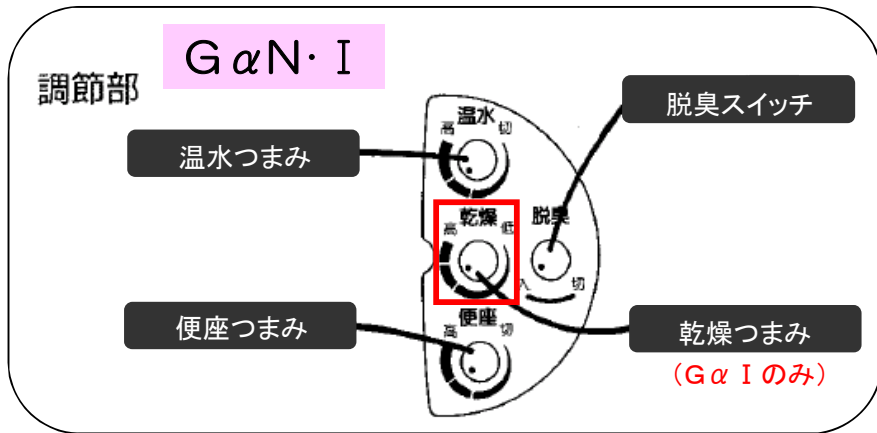 GαN・I
調節部
脱臭スイッチ
温水
高 切
温水つまみ
乾燥 脱臭
高 低
入 切
便座つまみ
便座
高 切
乾燥つまみ
(GαIのみ)